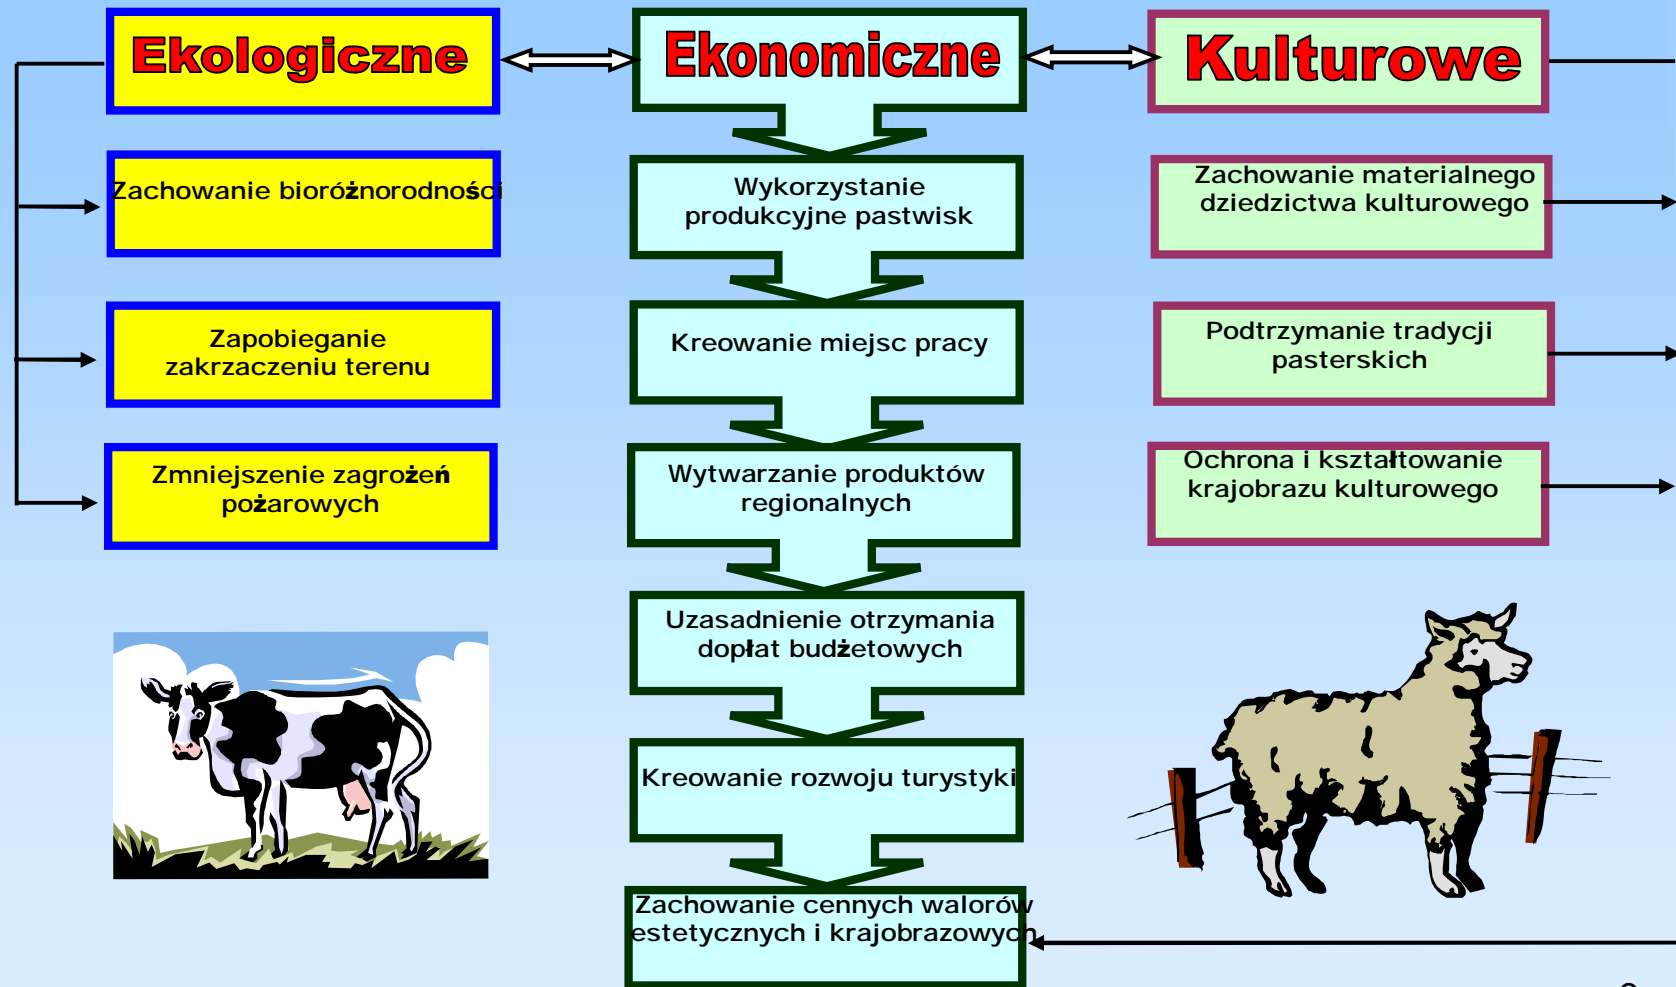 Ekologiczne
Ekonomiczne
Kulturowe
Zachowanie bioróżnorodności
Zapobieganie
zakrzaczeniu terenu
Zmniejszenie zagrożeń
pożarowych
Wykorzystanie
produkcyjne pastwisk
Kreowanie miejsc pracy
Wytwarzanie produktów
regionalnych
Uzasadnienie otrzymania
dopłat budżetowych
Kreowanie rozwoju turystyki
Zachowanie cennych walorów
estetycznych i krajobrazowych
Zachowanie materialnego
dziedzictwa kulturowego
Podtrzymanie tradycji
pasterskich
Ochrona i kształtowanie
krajobrazu kulturowego